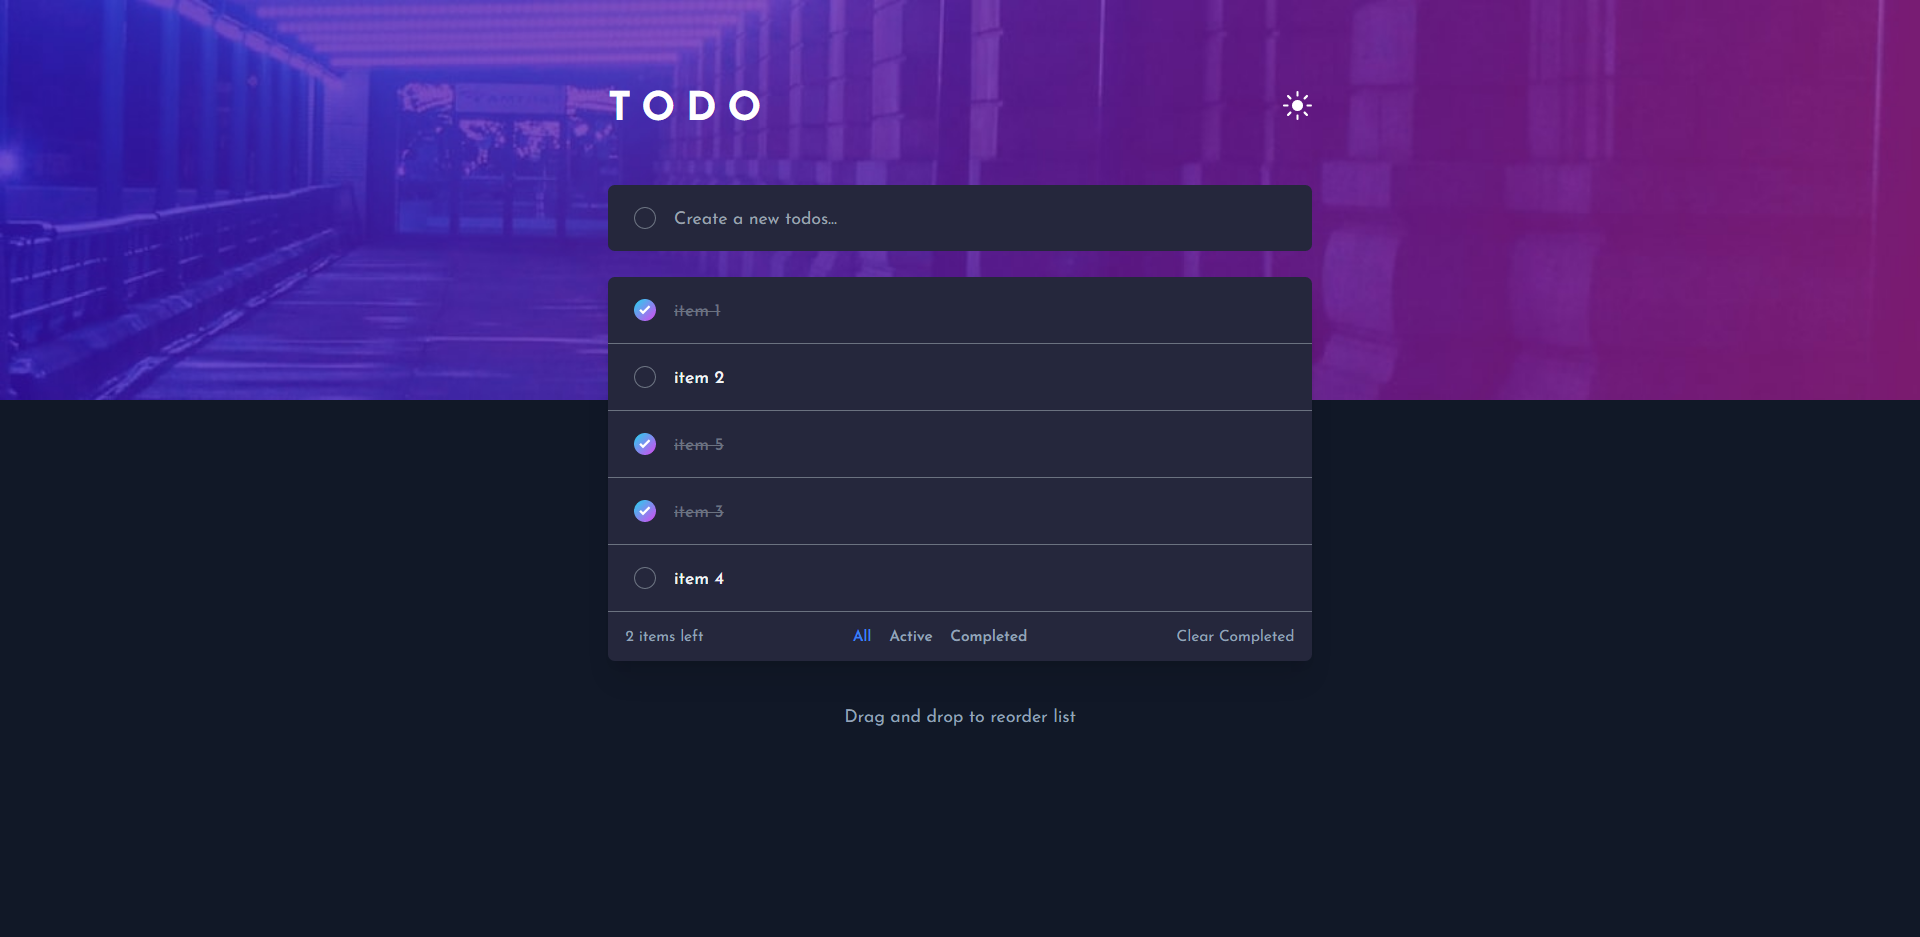 TODO
Create a new todos...
item 1
item 2
item 5
item 3
item 4
2 items left All Active Completed Clear Completed
Drag and drop to reorder list